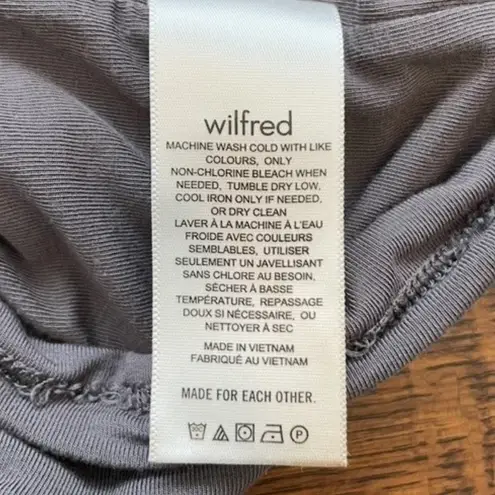 wilfred
MACHINE WASH COLD WITH LIKE
COLOURS, ONLY
NON-CHLORINE BLEACH WHEN
NEEDED, TUMBLE DRY LOW,
COOL IRON ONLY IF NEEDED,
OR DRY CLEAN
LAVER À LA MACHINE À L'EAU
FROIDE AVEC COULEURS
SEMBLABLES, UTILISER
SEULEMENT UN JAVELLISANT
SANS CHLORE AU BESOIN,
SÉCHER À BASSE
TEMPÉRATURE, REPASSAGE
DOUX SI NÉCESSAIRE, OU
NETTOYER À SEC
MADE IN VIETNAM
FABRIQUÉ AU VIETNAM
MADE FOR EACH OTHER.
P